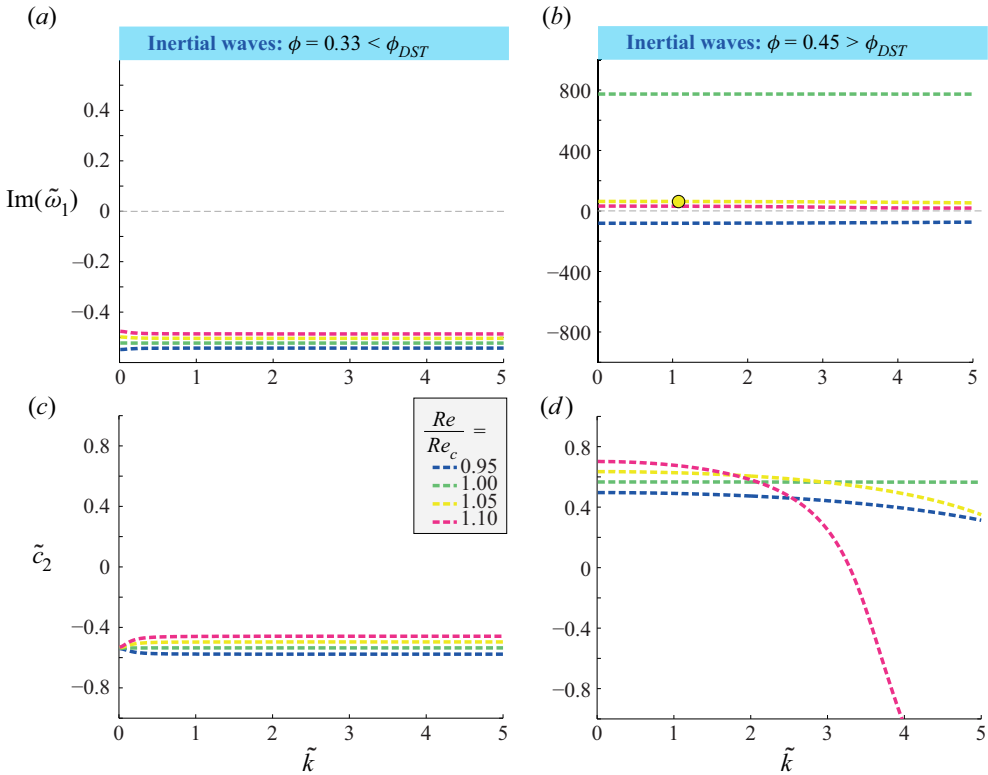 (a)
(b)
Inertial waves: ϕ = 0.33 < ϕ_DST
Inertial waves: ϕ = 0.45 > ϕ_DST
0.4
0.2
Im(ω̃₁)
0
−0.2
−0.4
0 1 2 3 4 5
800
400
0
−400
−800
0 1 2 3 4 5
(c)
(d)
0.8
0.4
c̃₂
0
−0.4
−0.8
0 1 2 3 4 5
k̃
Re
Re_c =
0.95
1.00
1.05
1.10
0.8
0.4
0
−0.4
−0.8
0 1 2 3 4 5
k̃